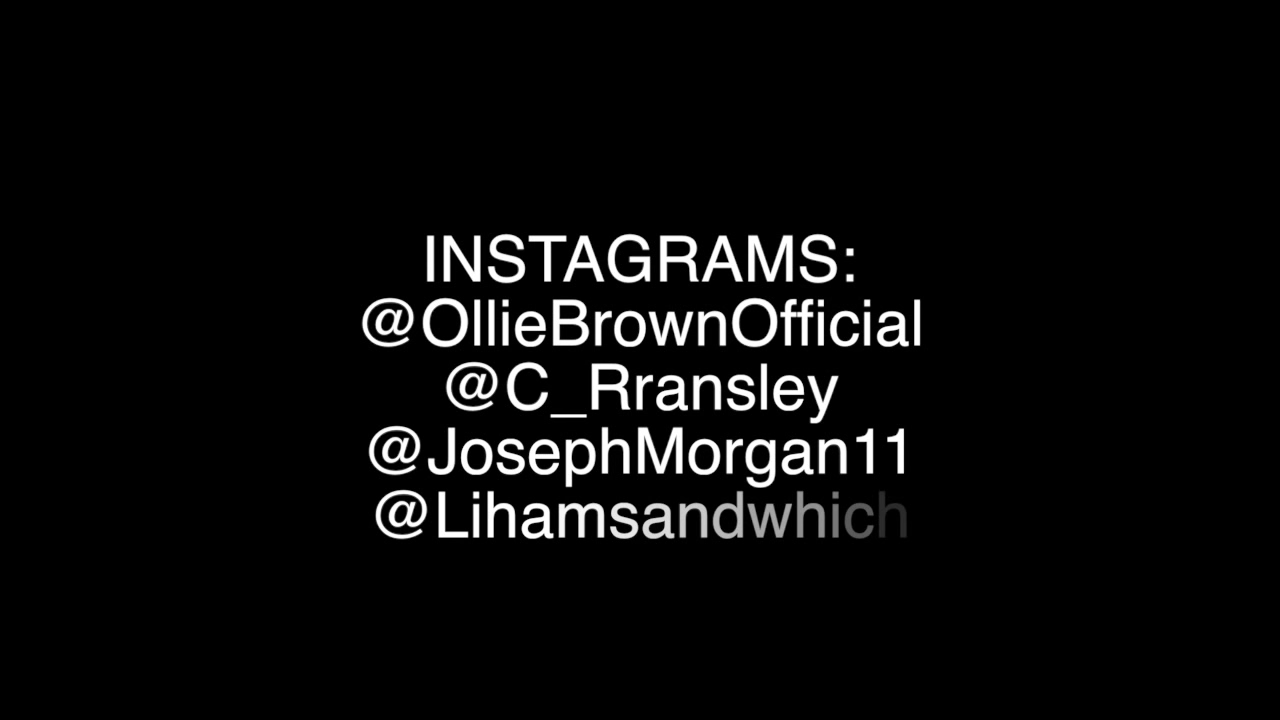 INSTAGRAMS:
@OllieBrownOfficial
@C_Rransley
@JosephMorgan11
@Lihamsandwhich